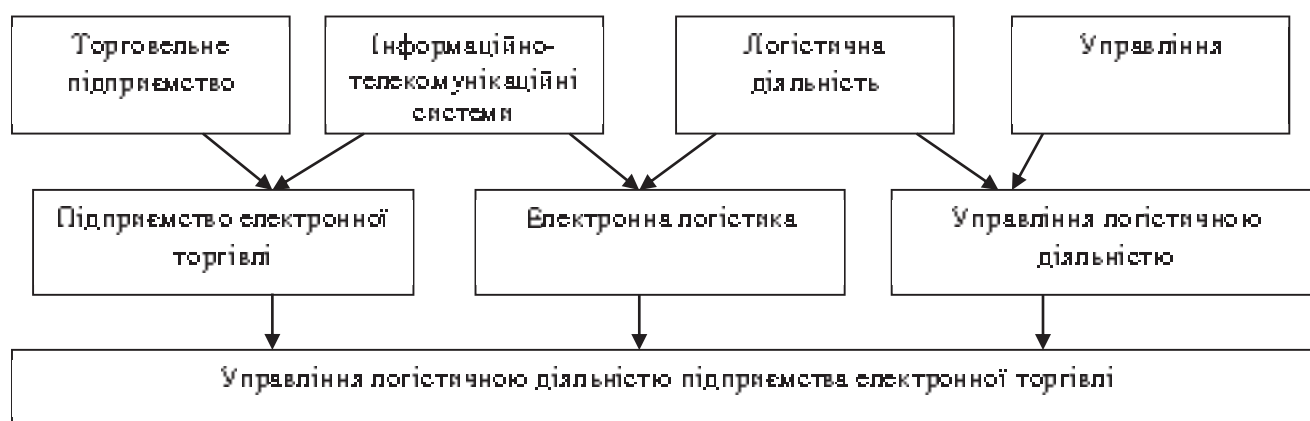 Торговельне
підприємство
Інформаційно-
телекомунікаційні
системи
Логістична
діяльність
Управління
Підприємство електронної
торгівлі
Електронна логістика
Управління логістичною
діяльністю
Управління логістичною діяльністю підприємства електронної торгівлі